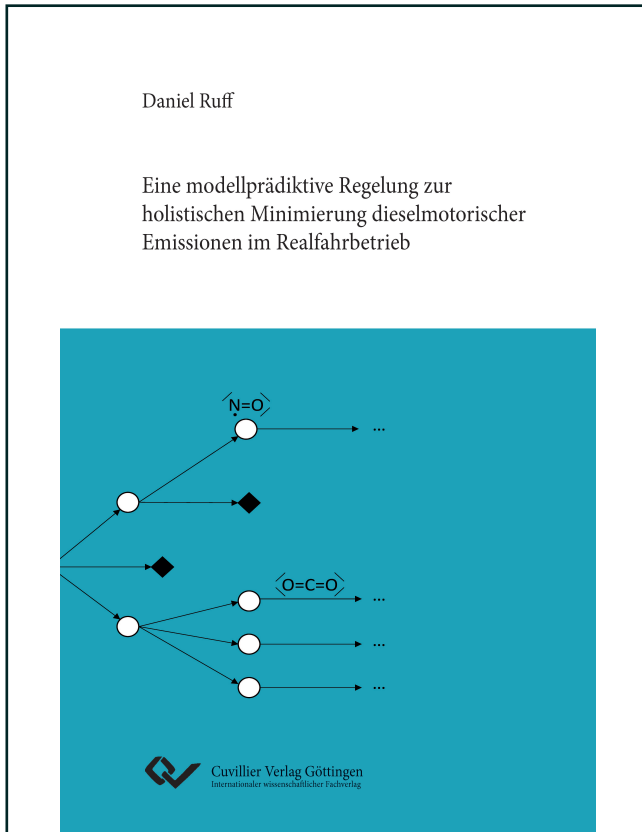 Daniel Ruff
Eine modellprädiktive Regelung zur
holistischen Minimierung dieselmotorischer
Emissionen im Realfahrbetrieb
N=O
...
O=C=O
...
...
...
Cuvillier Verlag Göttingen
Internationaler wissenschaftlicher Fachverlag